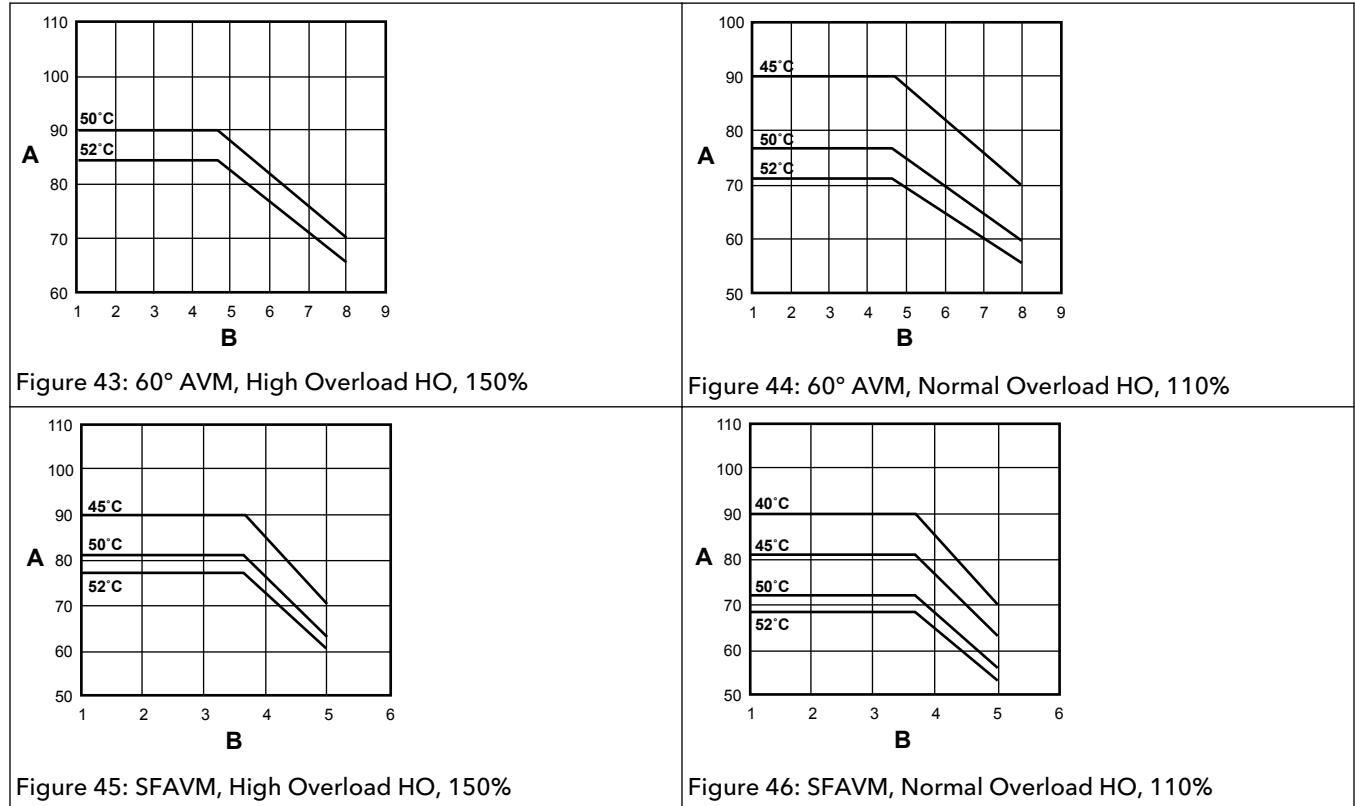 110
100
90
80
70
60
50˚C
52˚C
A
1 2 3 4 5 6 7 8 9
B
Figure 43: 60° AVM, High Overload HO, 150%
100
90
80
70
60
50
45˚C
50˚C
52˚C
A
1 2 3 4 5 6 7 8 9
B
Figure 44: 60° AVM, Normal Overload HO, 110%
110
100
90
80
70
60
50
45˚C
50˚C
52˚C
A
1 2 3 4 5 6
B
Figure 45: SFAVM, High Overload HO, 150%
110
100
90
80
70
60
50
40˚C
45˚C
50˚C
52˚C
A
1 2 3 4 5 6
B
Figure 46: SFAVM, Normal Overload HO, 110%